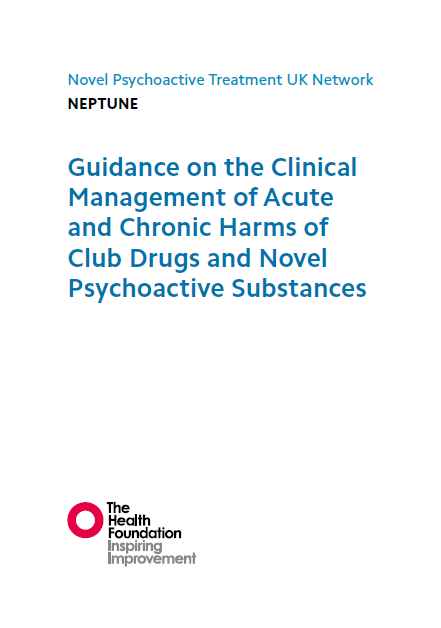 Novel Psychoactive Treatment UK Network
NEPTUNE
Guidance on the Clinical
Management of Acute
and Chronic Harms of
Club Drugs and Novel
Psychoactive Substances
The
Health
Foundation
Inspiring
Improvement